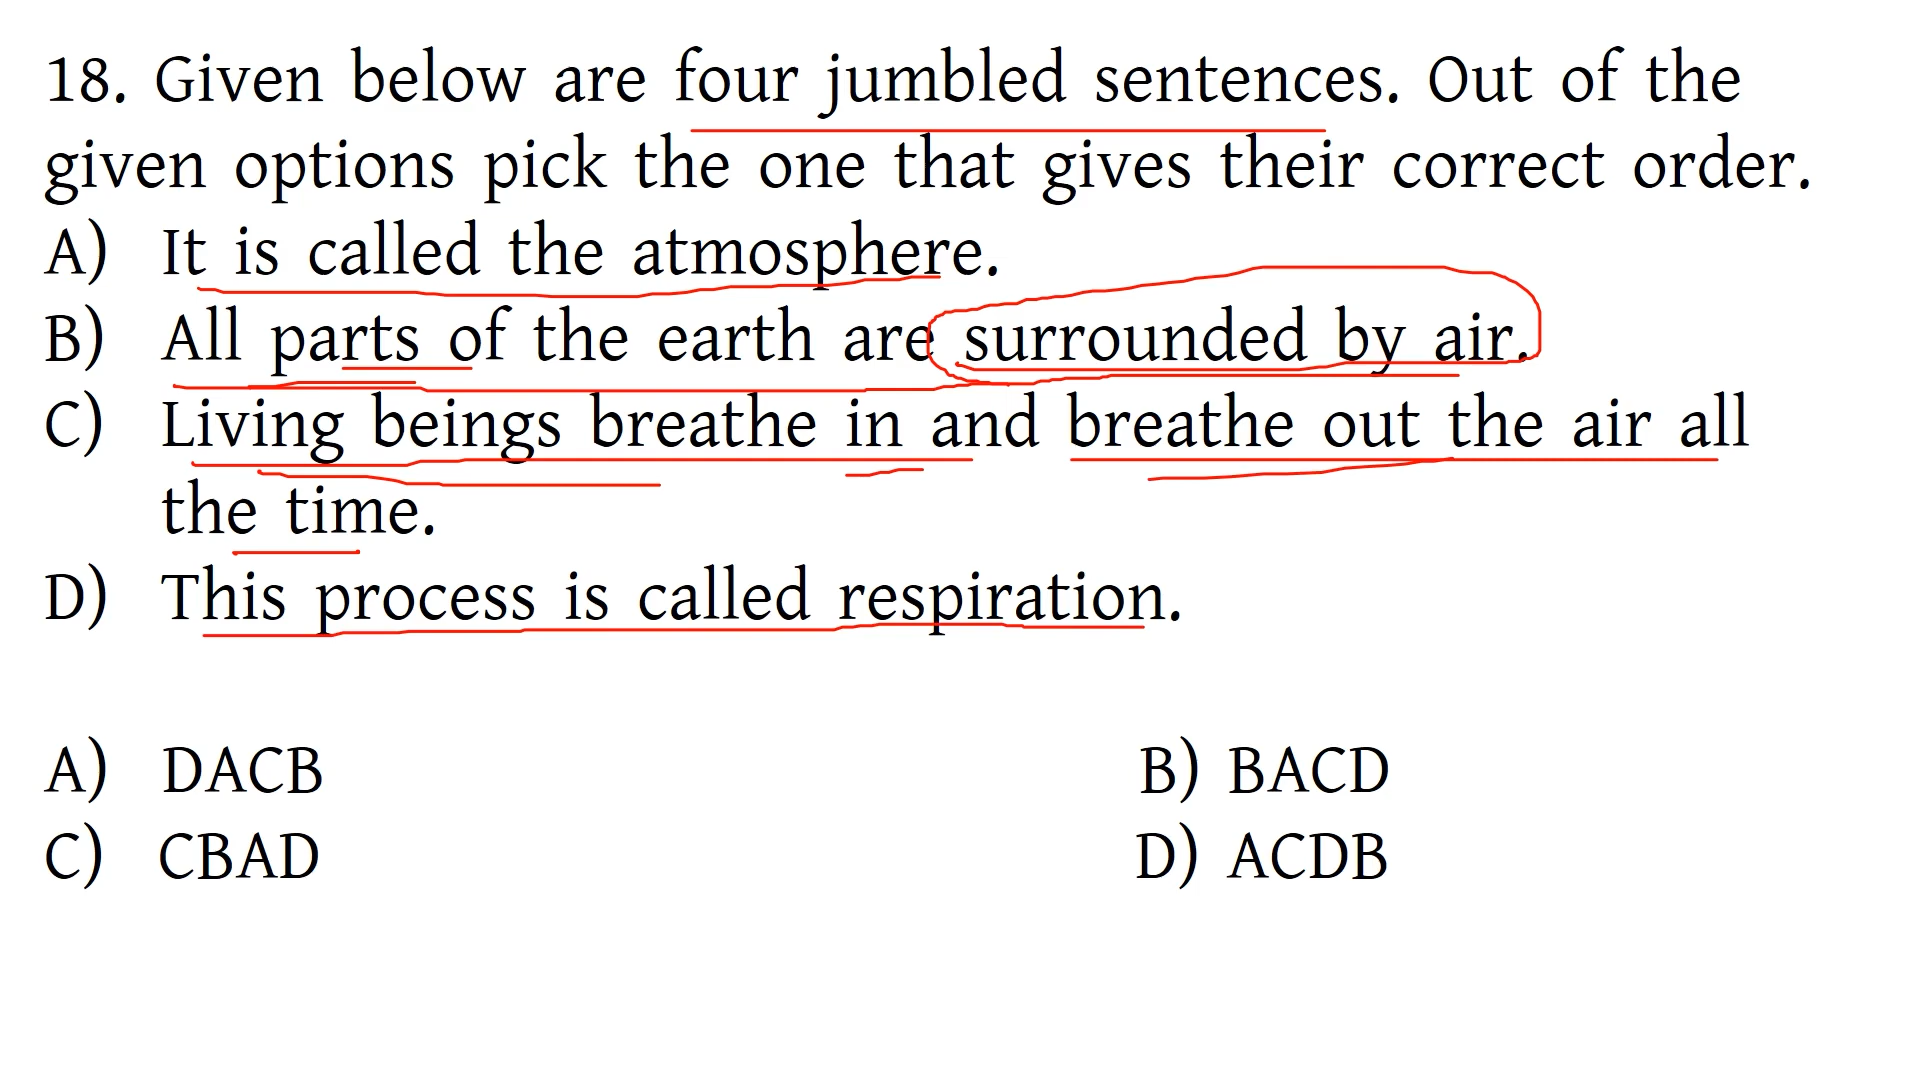 18. Given below are four jumbled sentences. Out of the
given options pick the one that gives their correct order.
A) It is called the atmosphere.
B) All parts of the earth are surrounded by air.
C) Living beings breathe in and breathe out the air all
the time.
D) This process is called respiration.
A) DACB B) BACD
C) CBAD D) ACDB